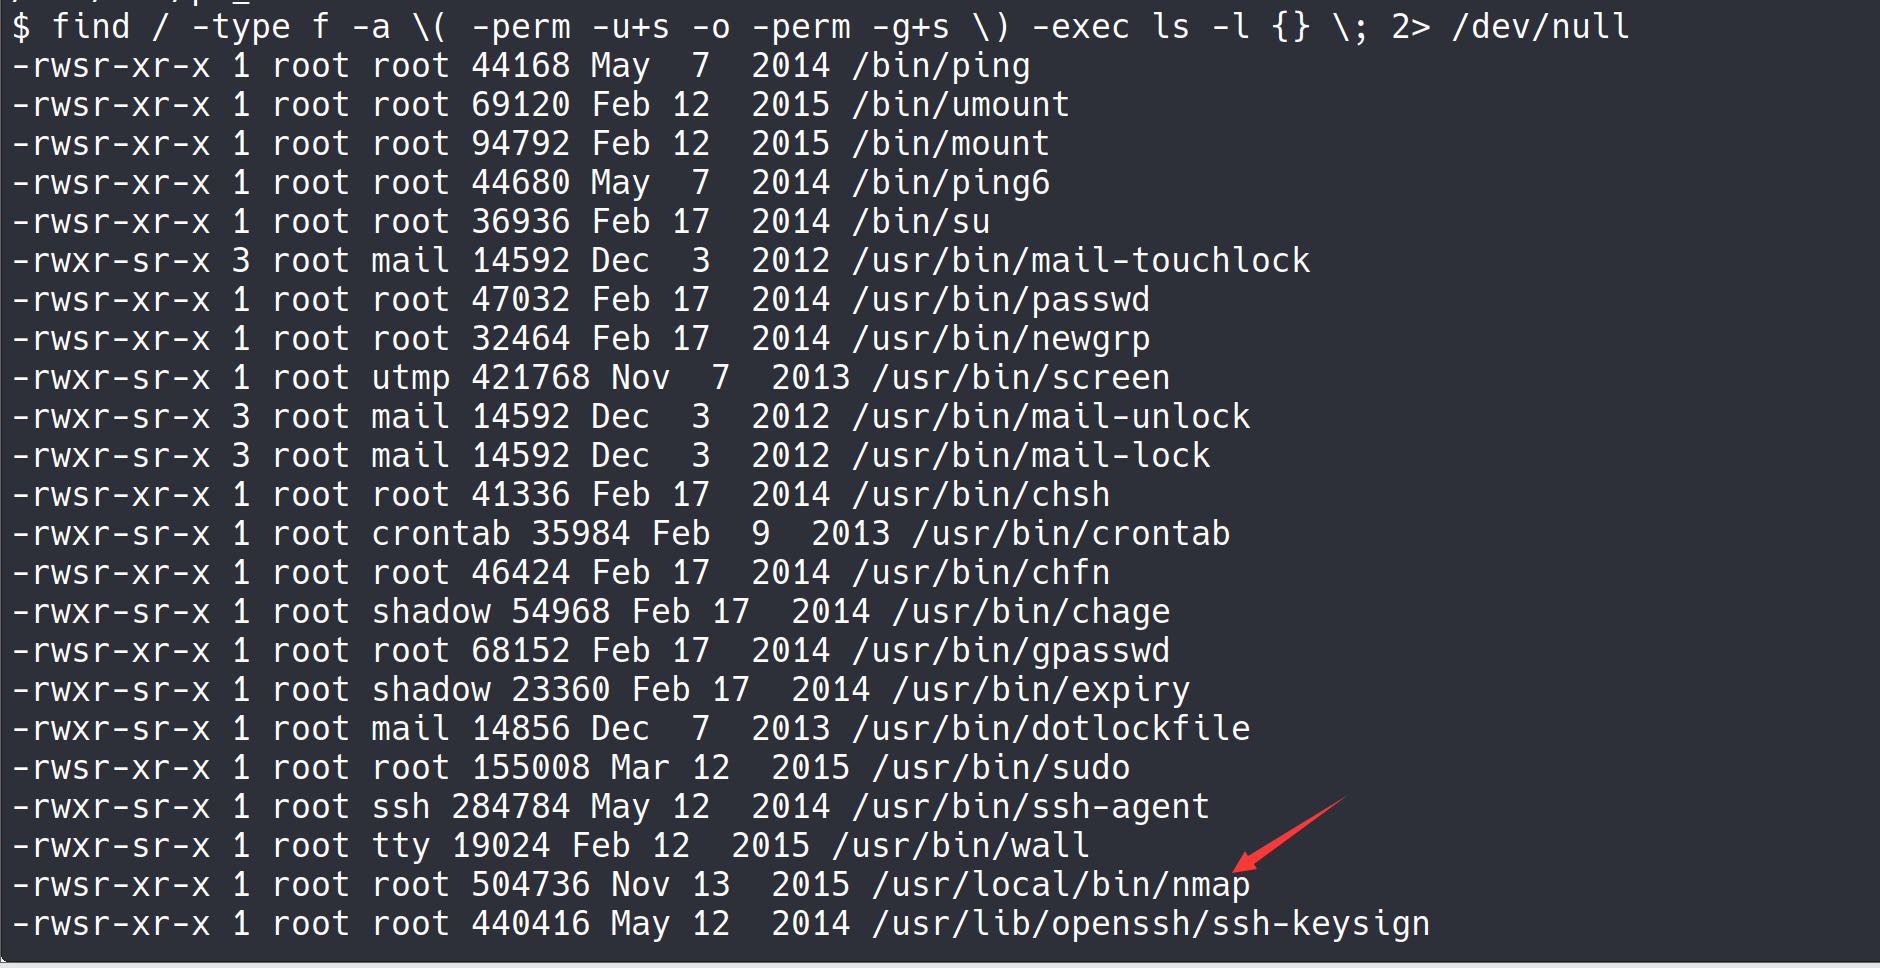 $ find / -type f -a \( -perm -u+s -o -perm -g+s \) -exec ls -l {} \; 2> /dev/null
-rwsr-xr-x 1 root root 44168 May  7  2014 /bin/ping
-rwsr-xr-x 1 root root 69120 Feb 12  2015 /bin/umount
-rwsr-xr-x 1 root root 94792 Feb 12  2015 /bin/mount
-rwsr-xr-x 1 root root 44680 May  7  2014 /bin/ping6
-rwsr-xr-x 1 root root 36936 Feb 17  2014 /bin/su
-rwxr-sr-x 3 root mail 14592 Dec  3  2012 /usr/bin/mail-touchlock
-rwsr-xr-x 1 root root 47032 Feb 17  2014 /usr/bin/passwd
-rwsr-xr-x 1 root root 32464 Feb 17  2014 /usr/bin/newgrp
-rwxr-sr-x 1 root utmp 421768 Nov  7  2013 /usr/bin/screen
-rwxr-sr-x 3 root mail 14592 Dec  3  2012 /usr/bin/mail-unlock
-rwxr-sr-x 3 root mail 14592 Dec  3  2012 /usr/bin/mail-lock
-rwsr-xr-x 1 root root 41336 Feb 17  2014 /usr/bin/chsh
-rwxr-sr-x 1 root crontab 35984 Feb  9  2013 /usr/bin/crontab
-rwsr-xr-x 1 root root 46424 Feb 17  2014 /usr/bin/chfn
-rwxr-sr-x 1 root shadow 54968 Feb 17  2014 /usr/bin/chage
-rwsr-xr-x 1 root root 68152 Feb 17  2014 /usr/bin/gpasswd
-rwxr-sr-x 1 root shadow 23360 Feb 17  2014 /usr/bin/expiry
-rwxr-sr-x 1 root mail 14856 Dec  7  2013 /usr/bin/dotlockfile
-rwsr-xr-x 1 root root 155008 Mar 12  2015 /usr/bin/sudo
-rwxr-sr-x 1 root ssh 284784 May 12  2014 /usr/bin/ssh-agent
-rwxr-sr-x 1 root tty 19024 Feb 12  2015 /usr/bin/wall
-rwsr-xr-x 1 root root 504736 Nov 13  2015 /usr/local/bin/nmap
-rwsr-xr-x 1 root root 440416 May 12  2014 /usr/lib/openssh/ssh-keysign